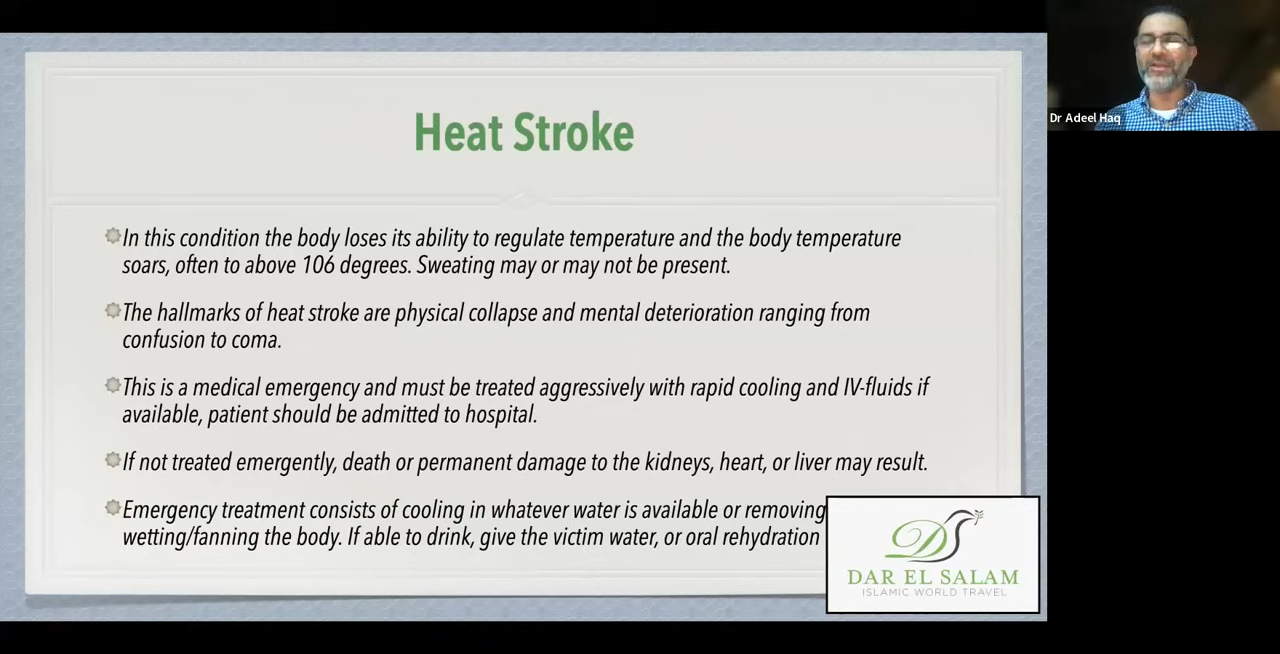 Heat Stroke
In this condition the body loses its ability to regulate temperature and the body temperature
soars, often to above 106 degrees. Sweating may or may not be present.
The hallmarks of heat stroke are physical collapse and mental deterioration ranging from
confusion to coma.
This is a medical emergency and must be treated aggressively with rapid cooling and IV-fluids if
available, patient should be admitted to hospital.
If not treated emergently, death or permanent damage to the kidneys, heart, or liver may result.
Emergency treatment consists of cooling in whatever water is available or removing
wetting/fanning the body. If able to drink, give the victim water, or oral rehydration
Dr Adeel Haq
DS
DAR EL SALAM
ISLAMIC WORLD TRAVEL